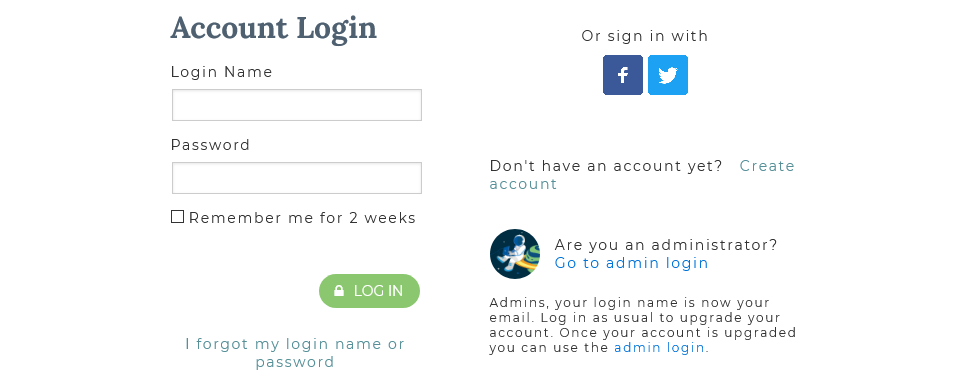 Account Login
Login Name
Password
Remember me for 2 weeks
LOG IN
I forgot my login name or
password
Or sign in with
Don't have an account yet? Create
account
Are you an administrator?
Go to admin login
Admins, your login name is now your
email. Log in as usual to upgrade your
account. Once your account is upgraded
you can use the admin login.